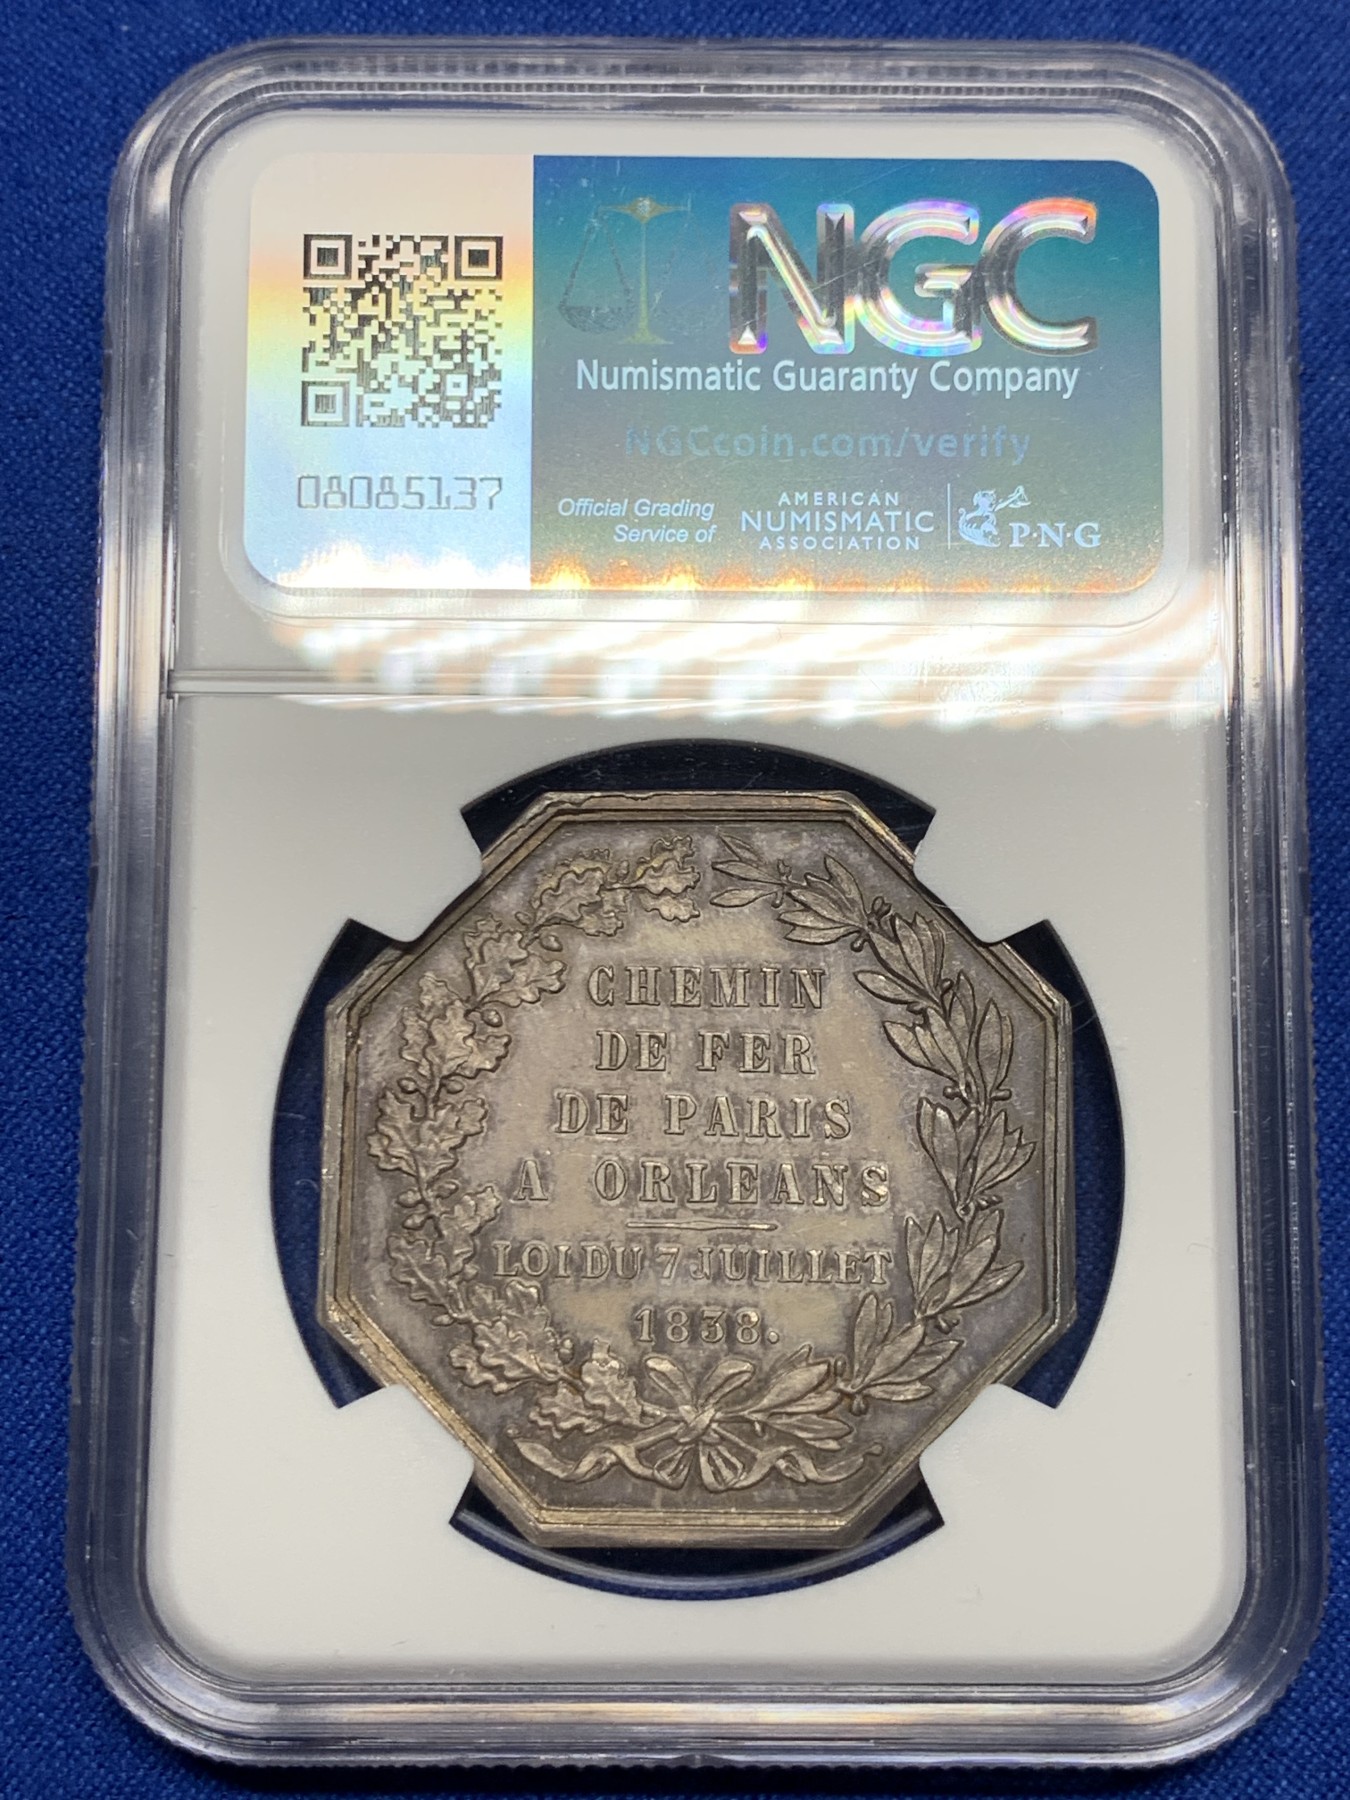 NGC
Numismatic Guaranty Company
NGCcoin.com/verify
08085137
Official Grading
Service of
AMERICAN
NUMISMATIC
ASSOCIATION
P·N·G
CHEMIN
DE FER
DE PARIS
A ORLEANS
LOI DU 7 JUILLET
1838.